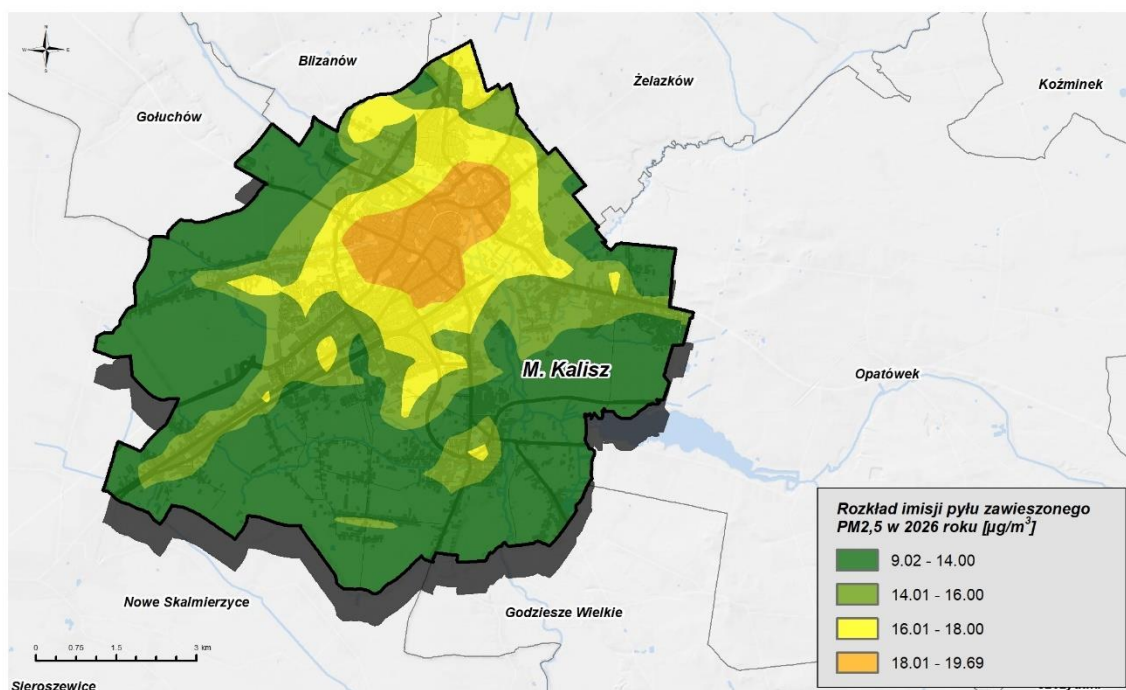 N
W E
S
Blizanów
Żelazków
Koźminek
Gołuchów
M. Kalisz
Opatówek
Rozkład imisji pyłu zawieszonego
PM2,5 w 2026 roku [µg/m³]
9.02 - 14.00
14.01 - 16.00
16.01 - 18.00
18.01 - 19.69
Nowe Skalmierzyce
Godziesze Wielkie
0 0.75 1.5 3 km
Sieroszewice